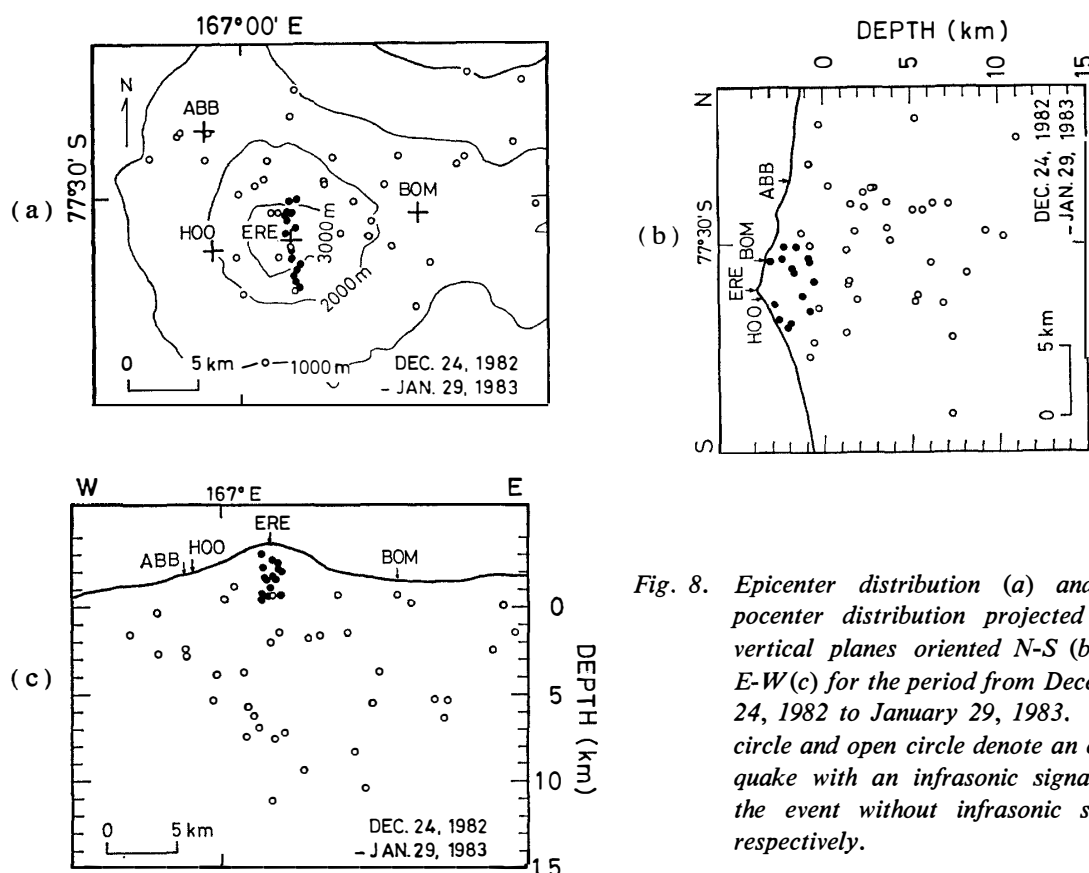 167°00' E
N
ABB
77°30' S
BOM
HOO
ERE
3000 m
2000 m
1000 m
0 5 km
DEC. 24, 1982
- JAN. 29, 1983
(a)
DEPTH (km)
0 5 10 15
N
ABB
77°30' S
BOM
ERE
HOO
S
DEC. 24, 1982
- JAN. 29, 1983
0 5 km
(b)
W
167° E
E
ERE
ABB
HOO
BOM
0
5
10
15
DEPTH (km)
0 5 km
DEC. 24, 1982
- JAN. 29, 1983
(c)
Fig. 8. Epicenter distribution (a) and
pocenter distribution projected
vertical planes oriented N-S (b
E-W (c) for the period from Dece
24, 1982 to January 29, 1983.
circle and open circle denote an e
quake with an infrasonic signa
the event without infrasonic s
respectively.